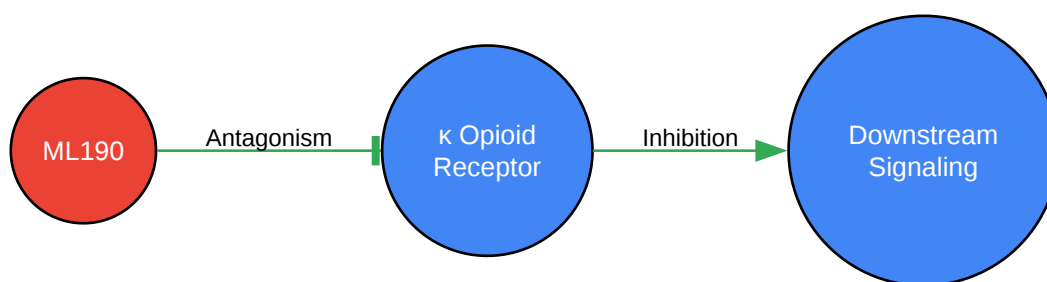 ML190
Antagonism
κ Opioid
Receptor
Inhibition
Downstream
Signaling